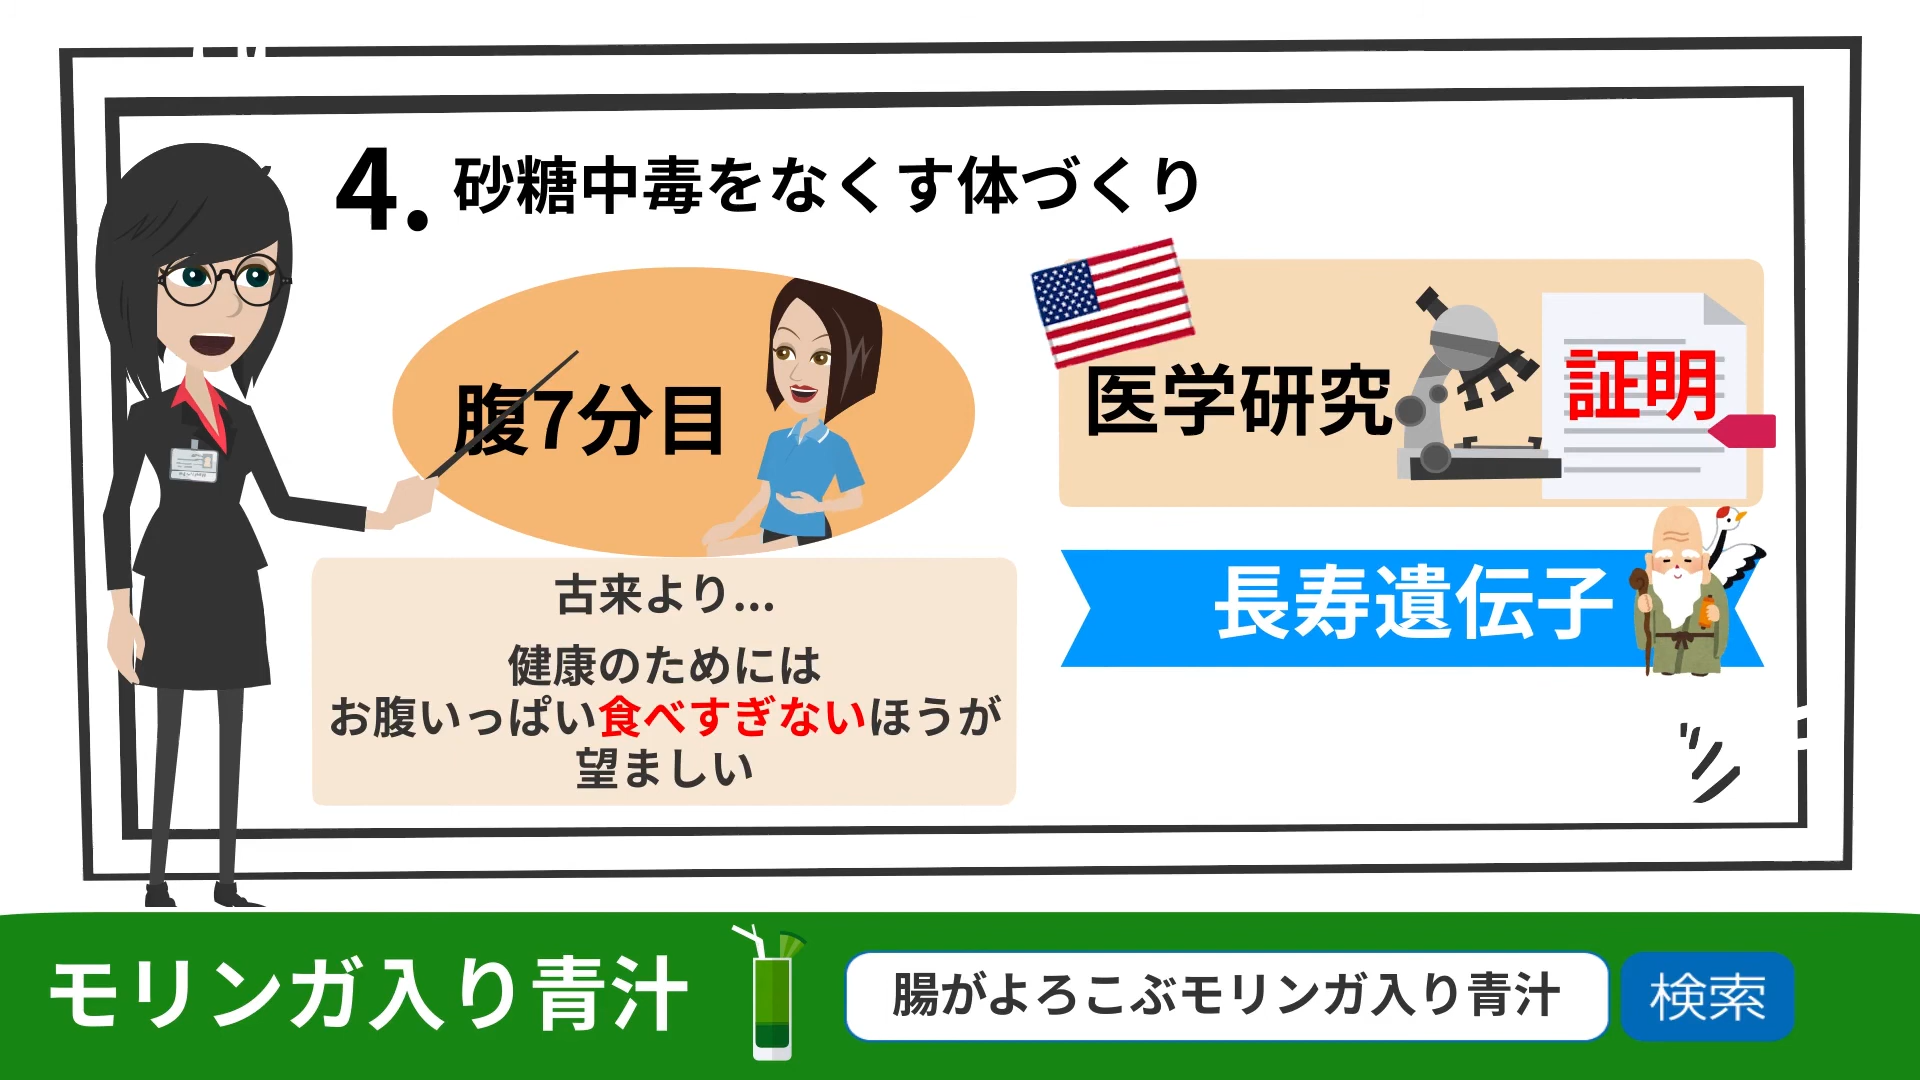 4. 砂糖中毒をなくす体づくり
腹7分目
古来より...
健康のためには
お腹いっぱい食べすぎないほうが
望ましい
医学研究
証明
長寿遺伝子
モリンガ入り青汁
腸がよろこぶモリンガ入り青汁
検索